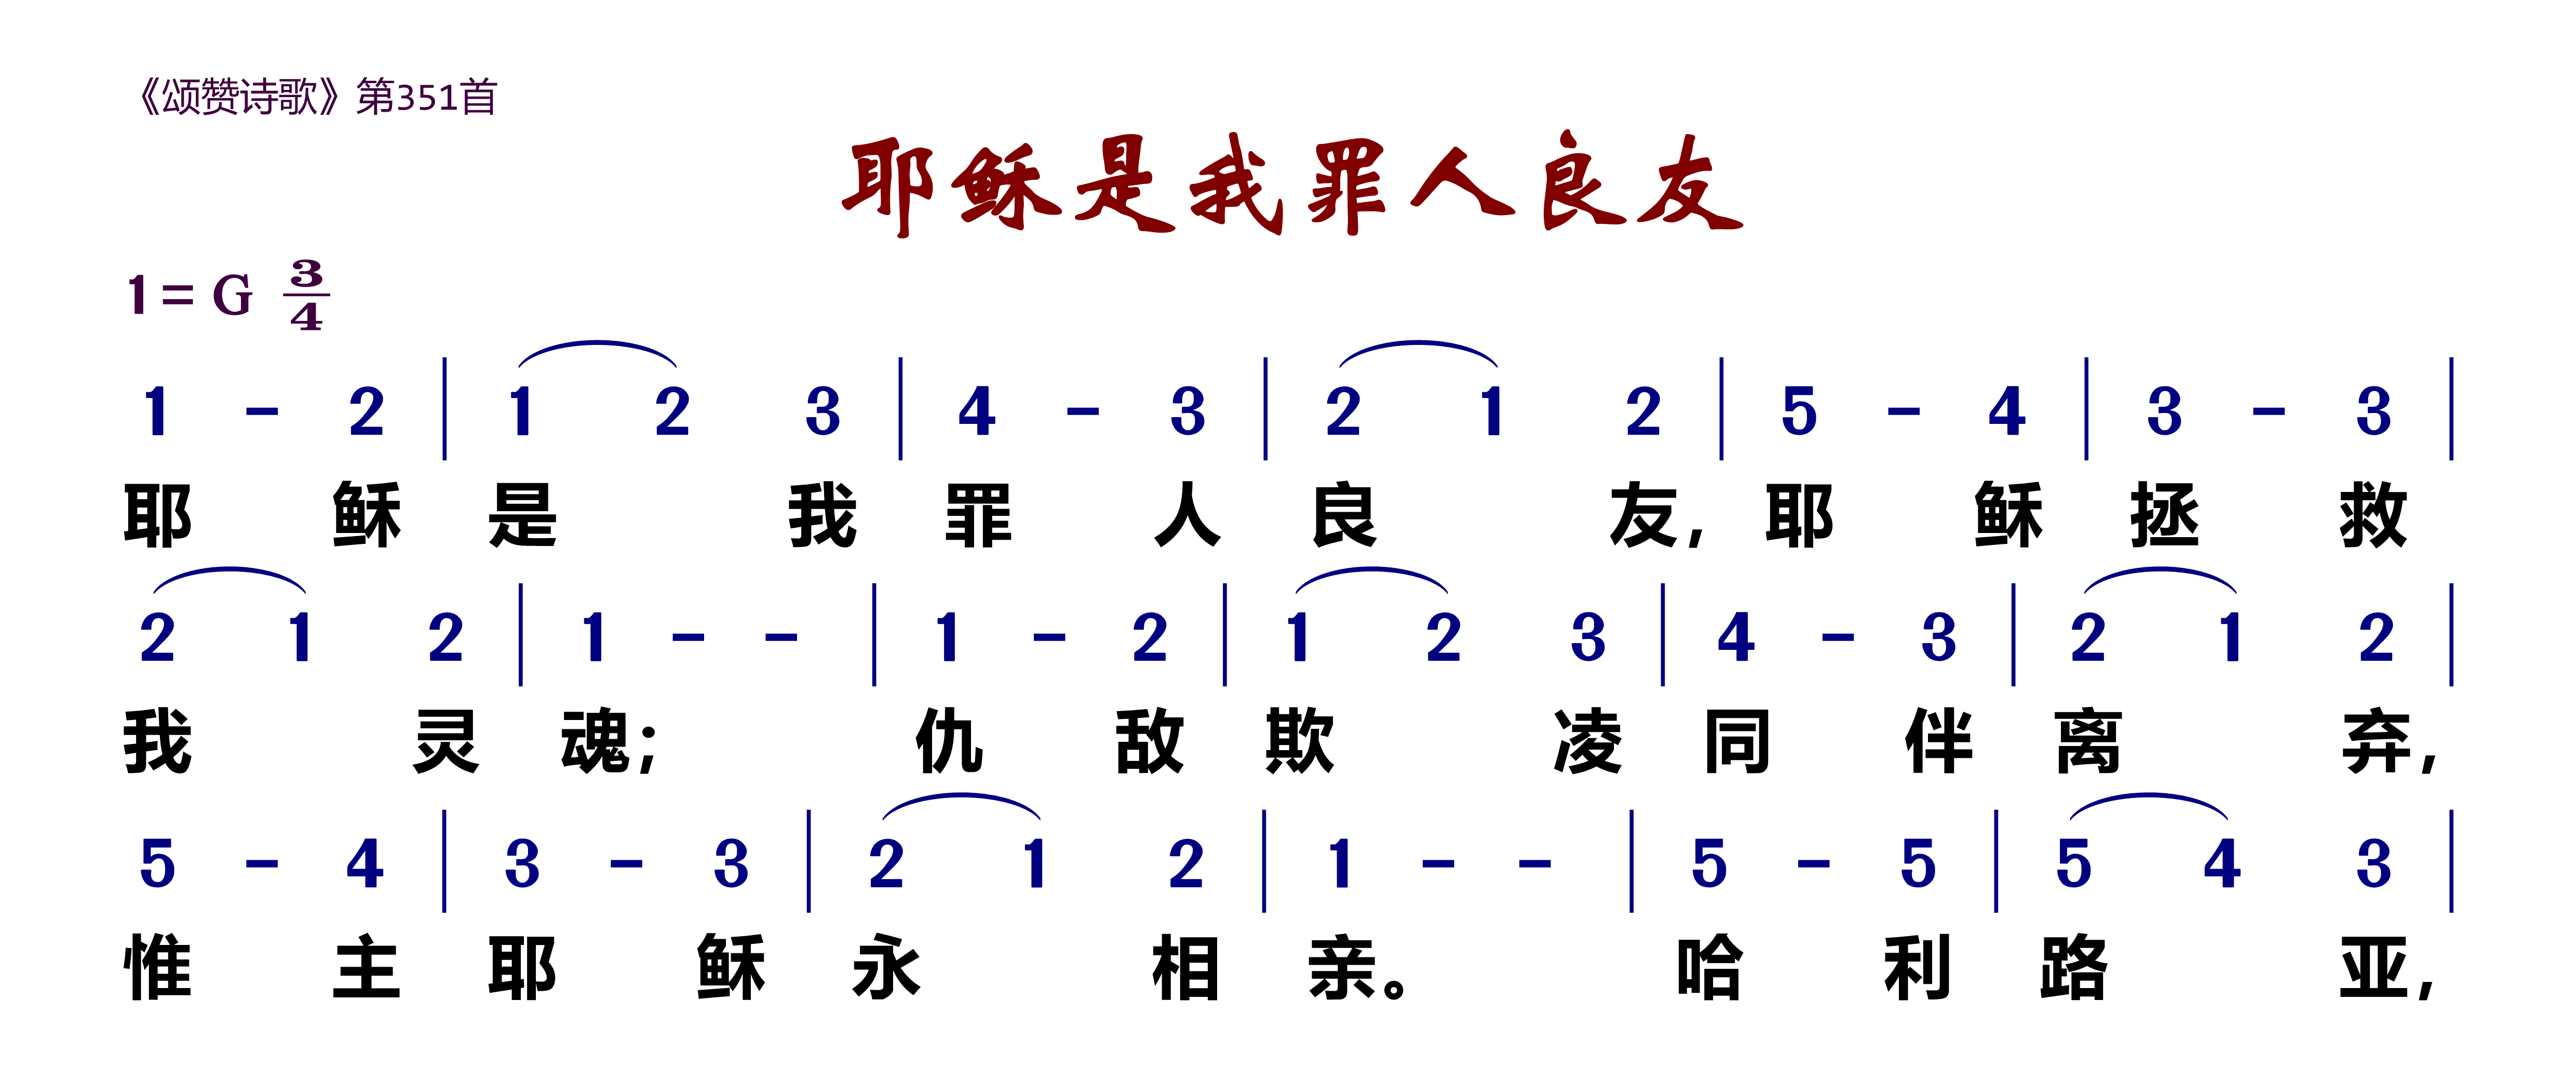 《颂赞诗歌》第351首
耶稣是我罪人良友
1 = G 3/4
1 - 2 | 1 2 3 | 4 - 3 | 2 1 2 | 5 - 4 | 3 - 3 |
耶 稣 是 我 罪 人 良 友, 耶 稣 拯 救
2 1 2 | 1 - - | 1 - 2 | 1 2 3 | 4 - 3 | 2 1 2 |
我 灵 魂; 仇 敌 欺 凌 同 伴 离 弃,
5 - 4 | 3 - 3 | 2 1 2 | 1 - - | 5 - 5 | 5 4 3 |
惟 主 耶 稣 永 相 亲。 哈 利 路 亚,